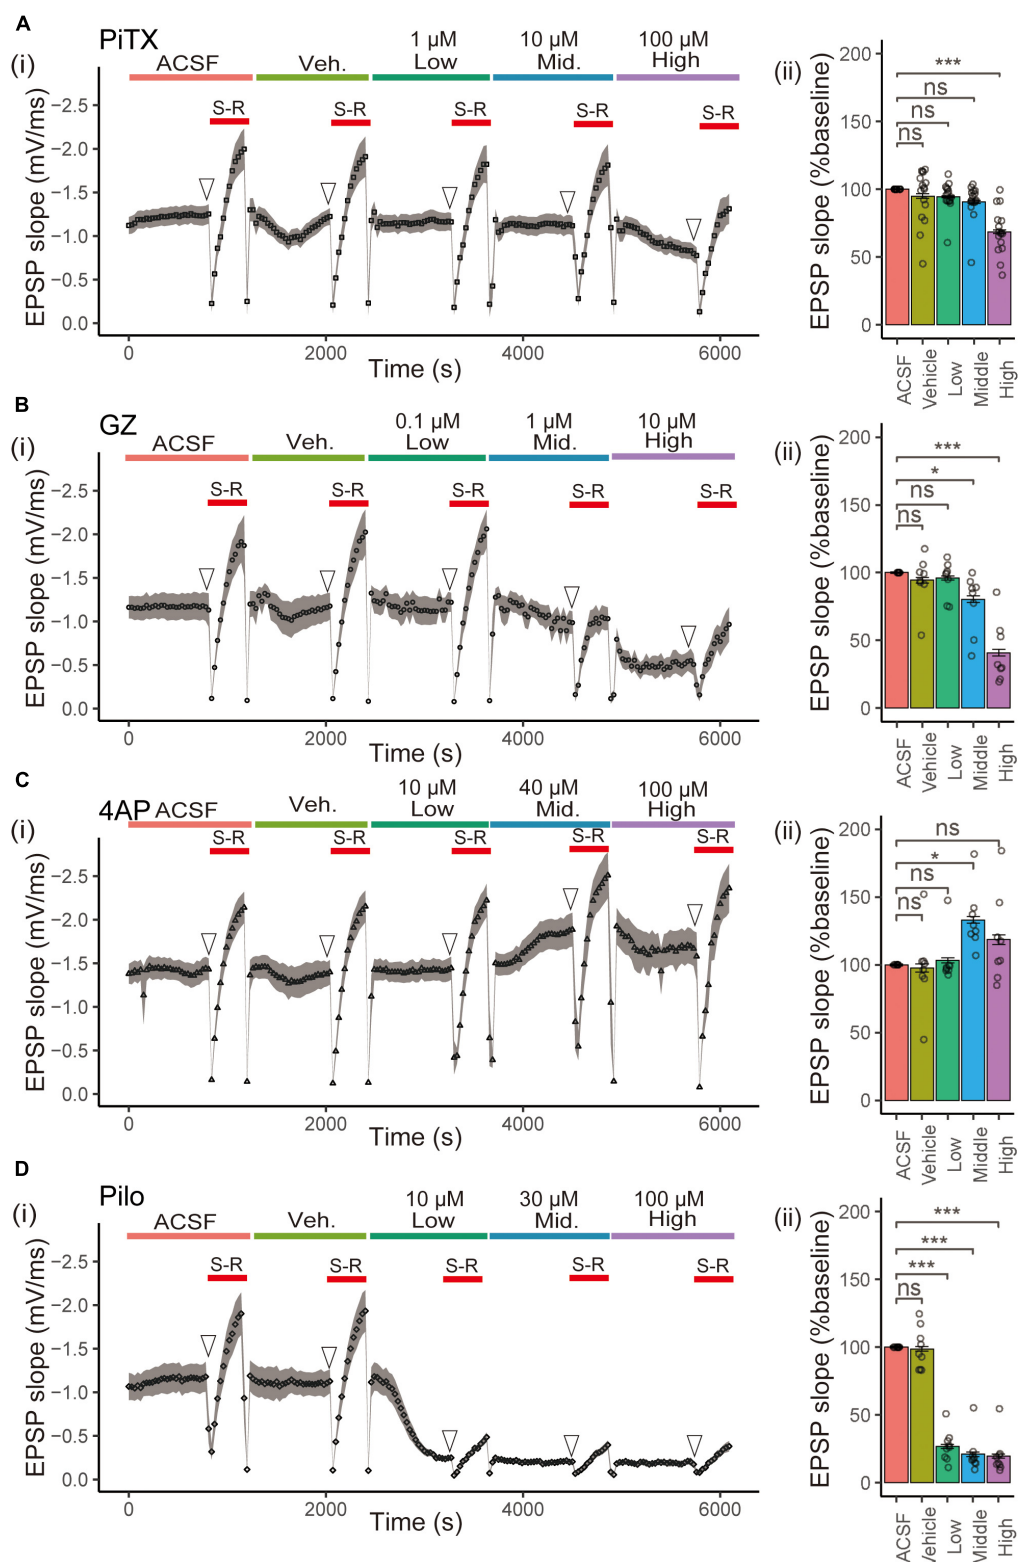 A
PiTX
(i)
ACSF
Veh.
1 µM
Low
10 µM
Mid.
100 µM
High
S-R S-R S-R S-R S-R
EPSP slope (mV/ms)
−2.5
−2.0
−1.5
−1.0
−0.5
0.0
0 2000 4000 6000
Time (s)
(ii)
EPSP slope (%baseline)
200
150
100
50
0
***
ns
ns
ns
ACSF
Vehicle
Low
Middle
High
B
GZ
(i)
ACSF
Veh.
0.1 µM
Low
1 µM
Mid.
10 µM
High
S-R S-R S-R S-R S-R
EPSP slope (mV/ms)
−2.5
−2.0
−1.5
−1.0
−0.5
0.0
0 2000 4000 6000
Time (s)
(ii)
EPSP slope (%baseline)
200
150
100
50
0
***
*
ns
ns
ACSF
Vehicle
Low
Middle
High
C
4AP
(i)
ACSF
Veh.
10 µM
Low
40 µM
Mid.
100 µM
High
S-R S-R S-R S-R S-R
EPSP slope (mV/ms)
−2.5
−2.0
−1.5
−1.0
−0.5
0.0
0 2000 4000 6000
Time (s)
(ii)
EPSP slope (%baseline)
200
150
100
50
0
ns
*
ns
ns
ACSF
Vehicle
Low
Middle
High
D
Pilo
(i)
ACSF
Veh.
10 µM
Low
30 µM
Mid.
100 µM
High
S-R S-R S-R S-R S-R
EPSP slope (mV/ms)
−2.5
−2.0
−1.5
−1.0
−0.5
0.0
0 2000 4000 6000
Time (s)
(ii)
EPSP slope (%baseline)
200
150
100
50
0
***
***
***
ns
ACSF
Vehicle
Low
Middle
High